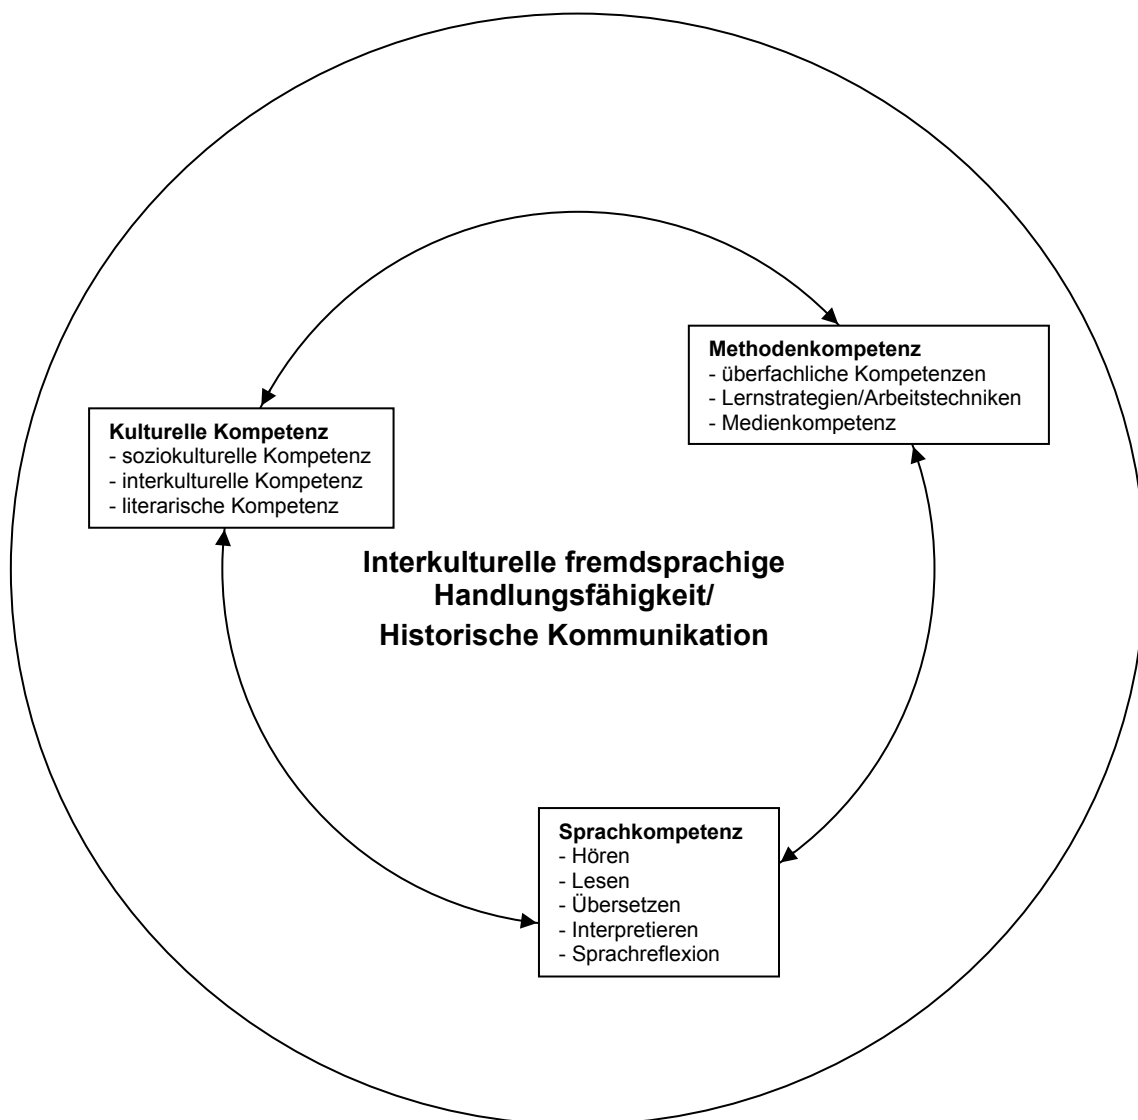 Methodenkompetenz
- überfachliche Kompetenzen
- Lernstrategien/Arbeitstechniken
- Medienkompetenz
Kulturelle Kompetenz
- soziokulturelle Kompetenz
- interkulturelle Kompetenz
- literarische Kompetenz
Interkulturelle fremdsprachige
Handlungsfähigkeit/
Historische Kommunikation
Sprachkompetenz
- Hören
- Lesen
- Übersetzen
- Interpretieren
- Sprachreflexion